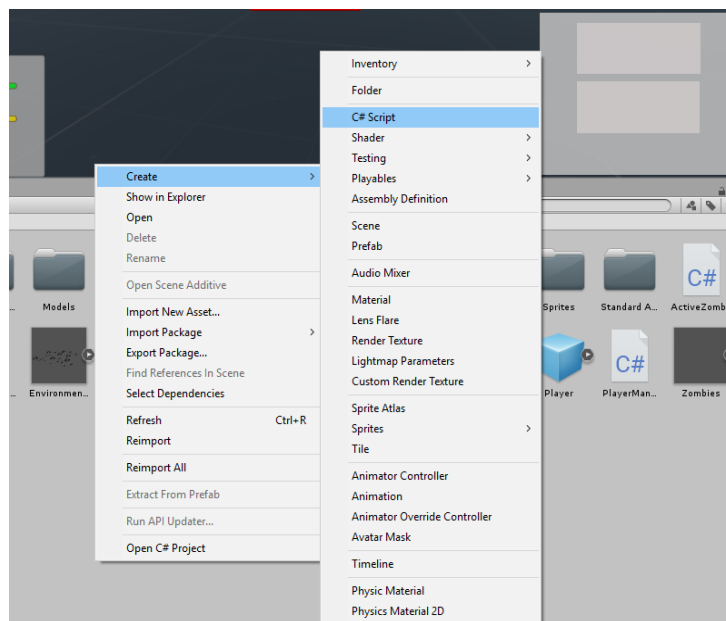 Create
Show in Explorer
Open
Delete
Rename
Open Scene Additive
Import New Asset...
Import Package
Export Package...
Find References In Scene
Select Dependencies
Refresh Ctrl+R
Reimport
Reimport All
Extract From Prefab
Run API Updater...
Open C# Project
Inventory
Folder
C# Script
Shader
Testing
Playables
Assembly Definition
Scene
Prefab
Audio Mixer
Material
Lens Flare
Render Texture
Lightmap Parameters
Custom Render Texture
Sprite Atlas
Sprites
Tile
Animator Controller
Animation
Animator Override Controller
Avatar Mask
Timeline
Physic Material
Physics Material 2D
Models
Environmen...
C#
Sprites
Standard A...
ActiveZomb
C#
Player
PlayerMan...
Zombies